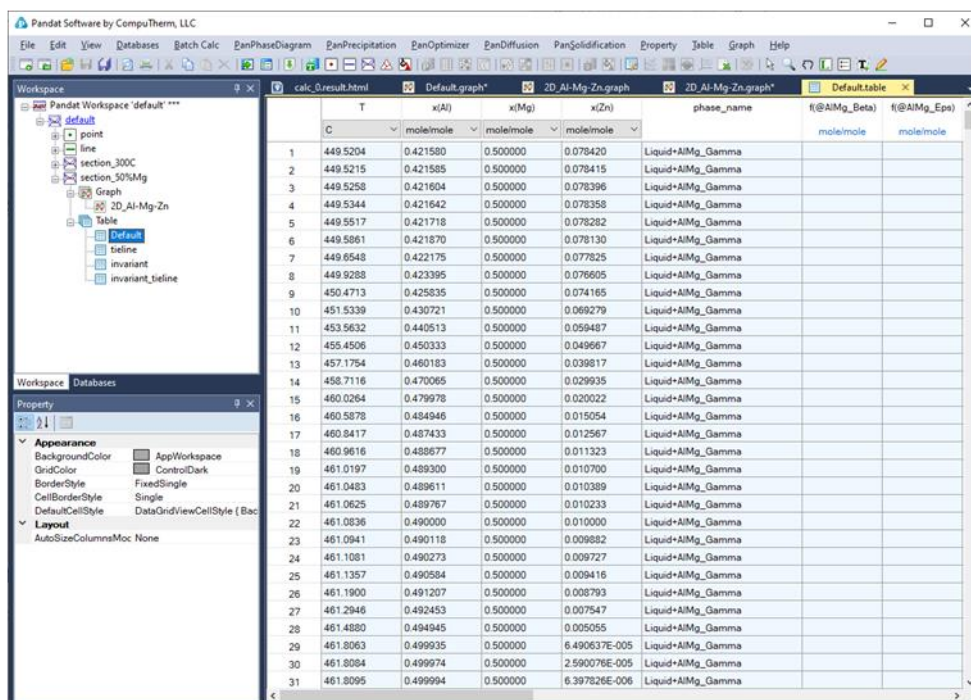 Pandat Software by CompuTherm, LLC
File Edit View Databases Batch Calc PanPhaseDiagram PanPrecipitation PanOptimizer PanDiffusion PanSolidification Property Table Graph Help
Workspace
Pandat Workspace 'default' ***
default
point
line
section_300C
section_50%Mg
Graph
2D_Al-Mg-Zn
Table
Default
tieline
invariant
invariant_tieline
Workspace Databases
Property
Appearance
BackgroundColor AppWorkspace
GridColor ControlDark
BorderStyle FixedSingle
CellBorderStyle Single
DefaultCellStyle DataGridViewCellStyle { Bac
Layout
AutoSizeColumnsMoc None
calc_0.result.html Default.graph* 2D_Al-Mg-Zn.graph 2D_Al-Mg-Zn.graph* Default.table
T x(Al) x(Mg) x(Zn) phase_name f(@AlMg_Beta) f(@AlMg_Eps)
C mole/mole mole/mole mole/mole mole/mole mole/mole
1 449.5204 0.421580 0.500000 0.078420 Liquid+AlMg_Gamma
2 449.5215 0.421585 0.500000 0.078415 Liquid+AlMg_Gamma
3 449.5258 0.421604 0.500000 0.078396 Liquid+AlMg_Gamma
4 449.5344 0.421642 0.500000 0.078358 Liquid+AlMg_Gamma
5 449.5517 0.421718 0.500000 0.078282 Liquid+AlMg_Gamma
6 449.5861 0.421870 0.500000 0.078130 Liquid+AlMg_Gamma
7 449.6548 0.422175 0.500000 0.077825 Liquid+AlMg_Gamma
8 449.9288 0.423395 0.500000 0.076605 Liquid+AlMg_Gamma
9 450.4713 0.425835 0.500000 0.074165 Liquid+AlMg_Gamma
10 451.5339 0.430721 0.500000 0.069279 Liquid+AlMg_Gamma
11 453.5632 0.440513 0.500000 0.059487 Liquid+AlMg_Gamma
12 455.4506 0.450333 0.500000 0.049667 Liquid+AlMg_Gamma
13 457.1754 0.460183 0.500000 0.039817 Liquid+AlMg_Gamma
14 458.7116 0.470065 0.500000 0.029935 Liquid+AlMg_Gamma
15 460.0264 0.479978 0.500000 0.020022 Liquid+AlMg_Gamma
16 460.5878 0.484946 0.500000 0.015054 Liquid+AlMg_Gamma
17 460.8417 0.487433 0.500000 0.012567 Liquid+AlMg_Gamma
18 460.9616 0.488677 0.500000 0.011323 Liquid+AlMg_Gamma
19 461.0197 0.489300 0.500000 0.010700 Liquid+AlMg_Gamma
20 461.0483 0.489611 0.500000 0.010389 Liquid+AlMg_Gamma
21 461.0625 0.489767 0.500000 0.010233 Liquid+AlMg_Gamma
22 461.0836 0.490000 0.500000 0.010000 Liquid+AlMg_Gamma
23 461.0941 0.490118 0.500000 0.009882 Liquid+AlMg_Gamma
24 461.1081 0.490273 0.500000 0.009727 Liquid+AlMg_Gamma
25 461.1357 0.490584 0.500000 0.009416 Liquid+AlMg_Gamma
26 461.1900 0.491207 0.500000 0.008793 Liquid+AlMg_Gamma
27 461.2946 0.492453 0.500000 0.007547 Liquid+AlMg_Gamma
28 461.4880 0.494945 0.500000 0.005055 Liquid+AlMg_Gamma
29 461.8063 0.499935 0.500000 6.490637E-005 Liquid+AlMg_Gamma
30 461.8084 0.499974 0.500000 2.590076E-005 Liquid+AlMg_Gamma
31 461.8095 0.499994 0.500000 6.397826E-006 Liquid+AlMg_Gamma